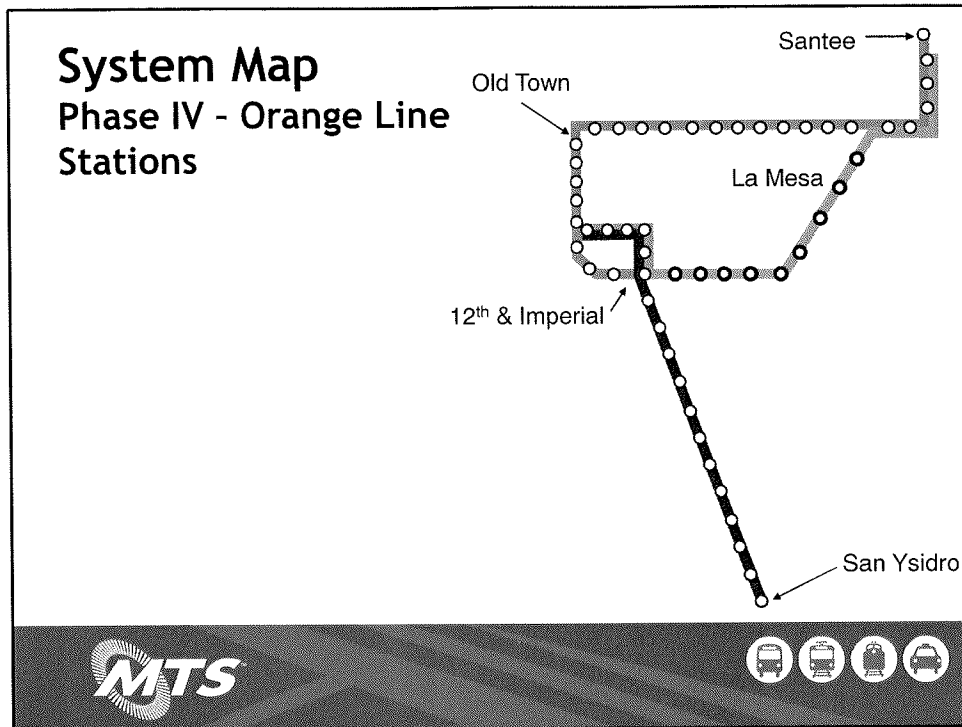 System Map
Phase IV - Orange Line
Stations
Santee
Old Town
La Mesa
12th & Imperial
San Ysidro
MTS